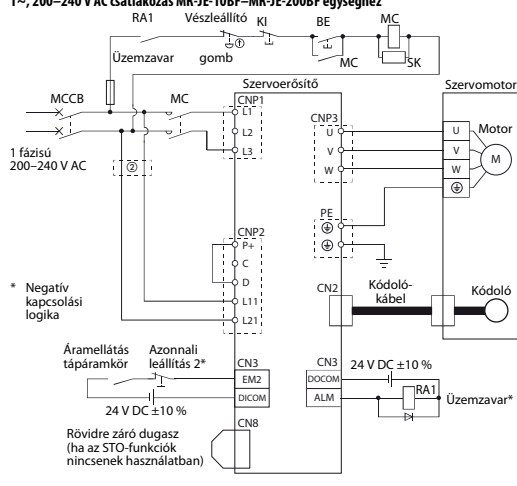 1~, 200–240 V AC csatlakozás MR-JE-10BF–MR-JE-200BF egységhez
RA1
Vészleállító
KI
BE
MC
Üzemzavar
①
gomb
MC
SK
Szervoerősítő
Szervomotor
MCCB
MC
CNP1
L1
L2
L3
CNP3
U
V
W
U
V
W
Motor
M
1 fázisú
200–240 V AC
②
PE
CNP2
P+
C
D
L11
L21
* Negatív
kapcsolási
logika
CN2
Kódoló-
kábel
Kódoló
Áramellátás
tápáramkör
Azonnali
leállítás 2*
CN3
EM2
DICOM
24 V DC ±10 %
CN3
DOCOM
ALM
24 V DC ±10 %
RA1
Üzemzavar*
CN8
Rövidre záró dugasz
(ha az STO-funkciók
nincsenek használatban)